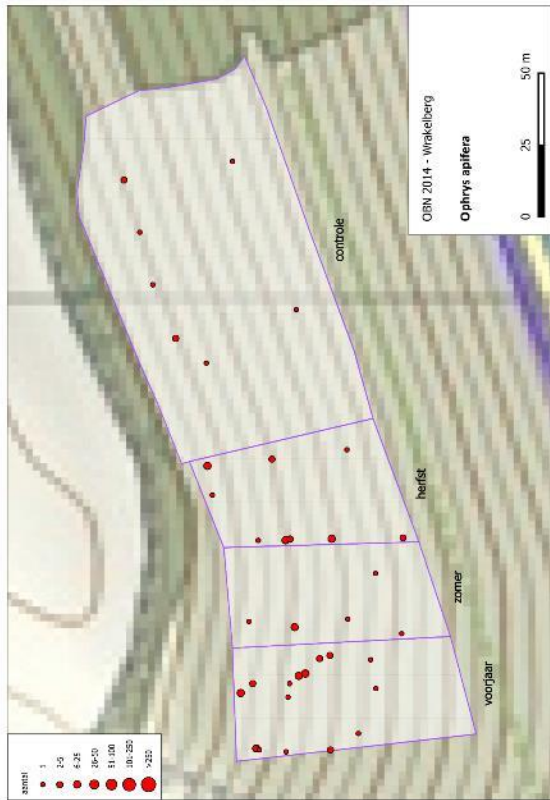 aantal
1
2-5
6-25
26-50
51-100
101-250
>250
voorjaar
zomer
herfst
controle
OBN 2014 - Wrakelberg
Ophrys apifera
0 25 50 m